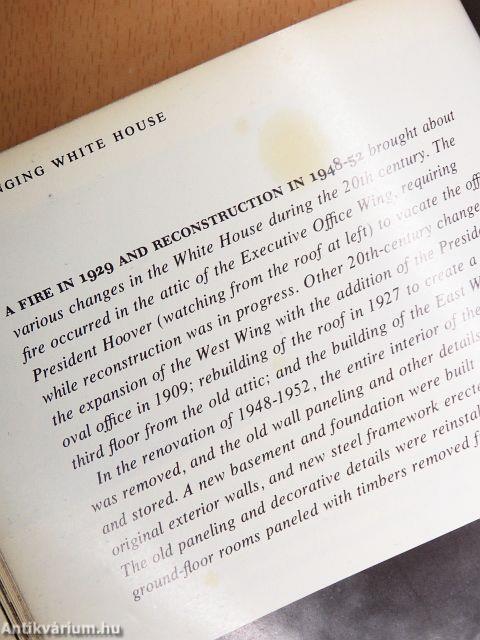 NGING WHITE HOUSE
A FIRE IN 1929 AND RECONSTRUCTION IN 1948-52 brought about
various changes in the White House during the 20th century. The
fire occurred in the attic of the Executive Office Wing, requiring
President Hoover (watching from the roof at left) to vacate the off
while reconstruction was in progress. Other 20th-century change
the expansion of the West Wing with the addition of the Preside
oval office in 1909; rebuilding of the roof in 1927 to create a
third floor from the old attic; and the building of the East W
In the renovation of 1948-1952, the entire interior of the
was removed, and the old wall paneling and other details
and stored. A new basement and foundation were built
original exterior walls, and new steel framework erecte
The old paneling and decorative details were reinstal
ground-floor rooms paneled with timbers removed f
Antikvárium.hu